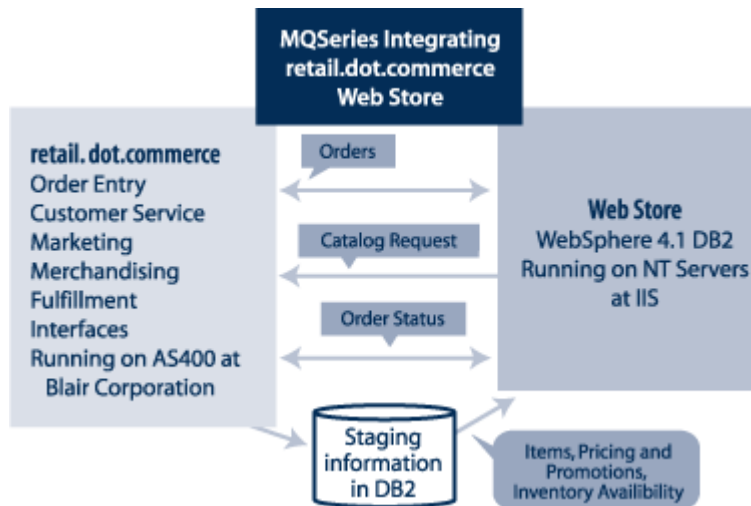 MQSeries Integrating
retail.dot.commerce
Web Store
retail.dot.commerce
Order Entry
Customer Service
Marketing
Merchandising
Fulfillment
Interfaces
Running on AS400 at
Blair Corporation
Orders
Catalog Request
Order Status
Web Store
WebSphere 4.1 DB2
Running on NT Servers
at IIS
Staging
information
in DB2
Items, Pricing and
Promotions,
Inventory Availibility